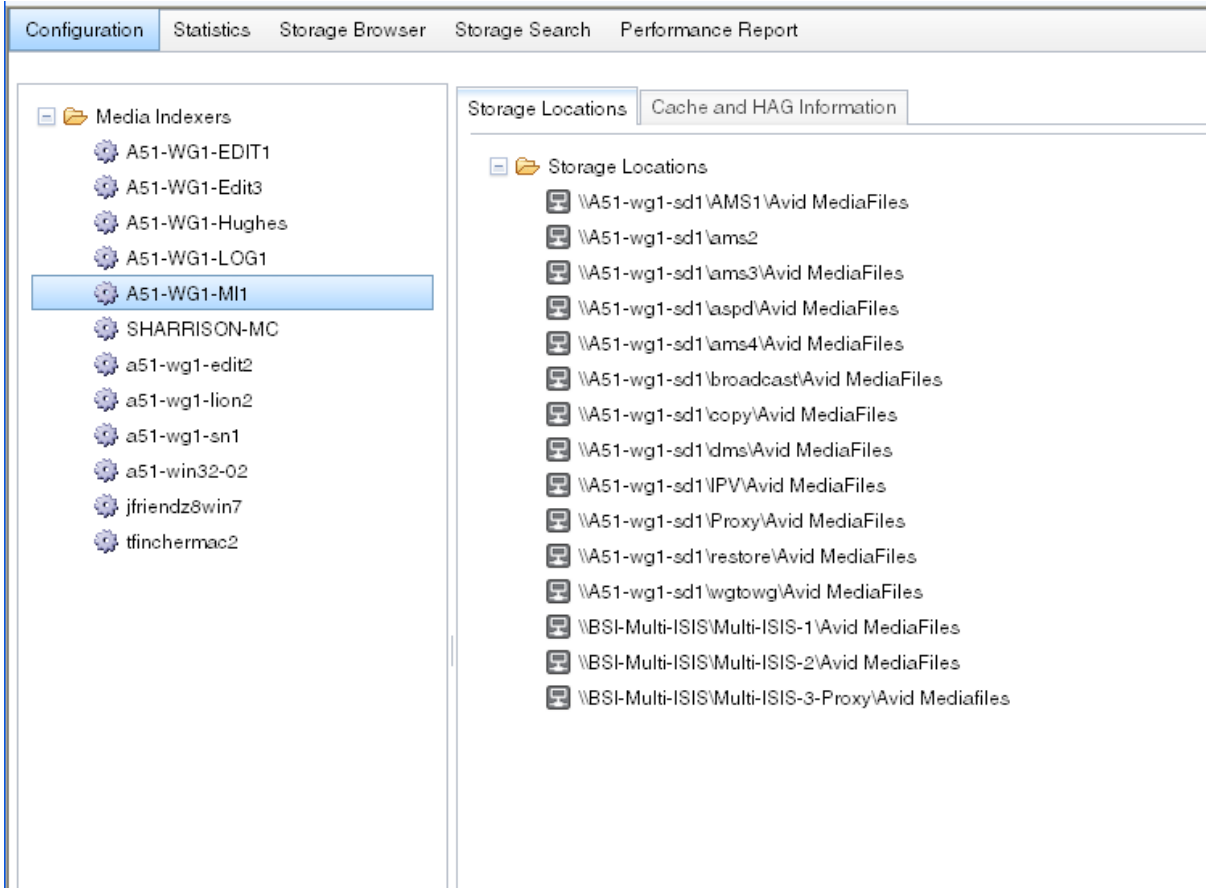 Configuration Statistics Storage Browser Storage Search Performance Report
Media Indexers
A51-WG1-EDIT1
A51-WG1-Edit3
A51-WG1-Hughes
A51-WG1-LOG1
A51-WG1-MI1
SHARRISON-MC
a51-wg1-edit2
a51-wg1-lion2
a51-wg1-sn1
a51-win32-02
jfriendz8win7
tfinchermac2
Storage Locations Cache and HAG Information
Storage Locations
\\A51-wg1-sd1\AMS1\Avid MediaFiles
\\A51-wg1-sd1\ams2
\\A51-wg1-sd1\ams3\Avid MediaFiles
\\A51-wg1-sd1\aspd\Avid MediaFiles
\\A51-wg1-sd1\ams4\Avid MediaFiles
\\A51-wg1-sd1\broadcast\Avid MediaFiles
\\A51-wg1-sd1\copy\Avid MediaFiles
\\A51-wg1-sd1\dms\Avid MediaFiles
\\A51-wg1-sd1\IPV\Avid MediaFiles
\\A51-wg1-sd1\Proxy\Avid MediaFiles
\\A51-wg1-sd1\restore\Avid MediaFiles
\\A51-wg1-sd1\wgtowg\Avid MediaFiles
\\BSI-Multi-ISIS\Multi-ISIS-1\Avid MediaFiles
\\BSI-Multi-ISIS\Multi-ISIS-2\Avid MediaFiles
\\BSI-Multi-ISIS\Multi-ISIS-3-Proxy\Avid Mediafiles